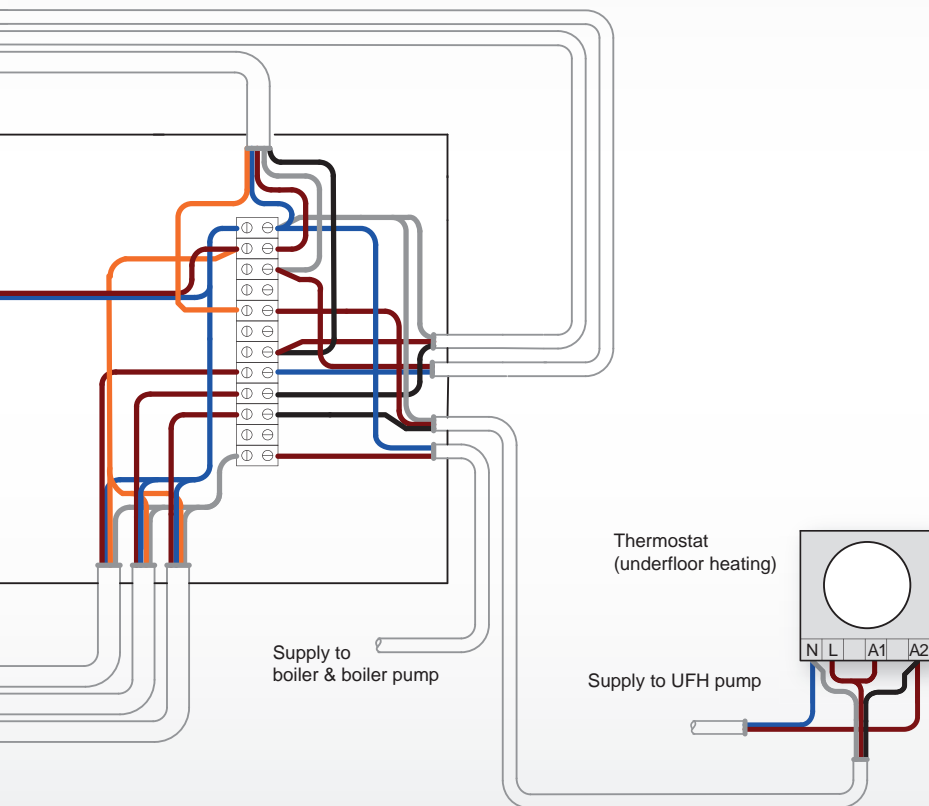 Thermostat
(underfloor heating)
N L A1 A2
Supply to
boiler & boiler pump
Supply to UFH pump